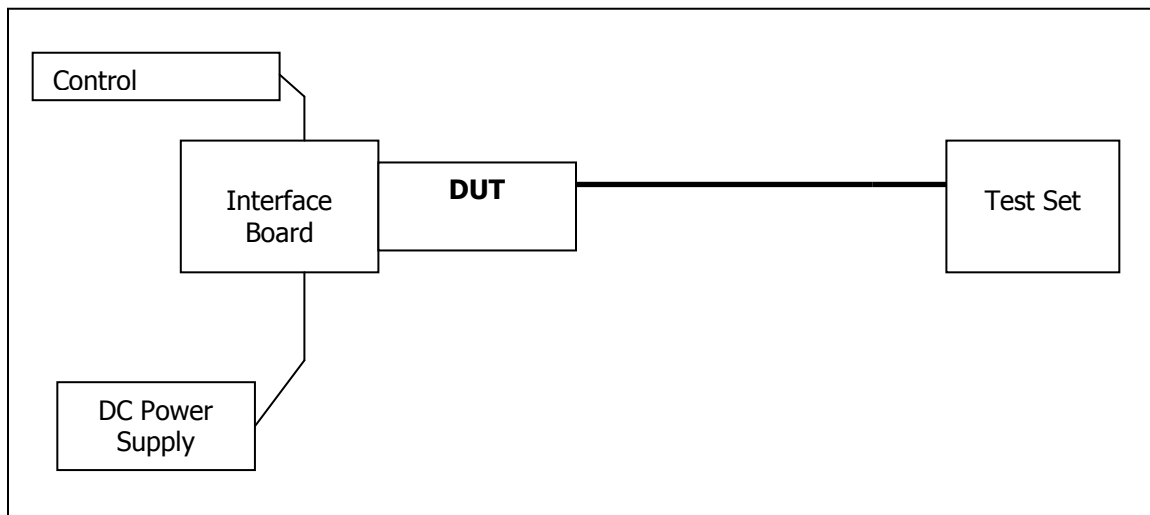 Control
Interface
Board
DUT
Test Set
DC Power
Supply